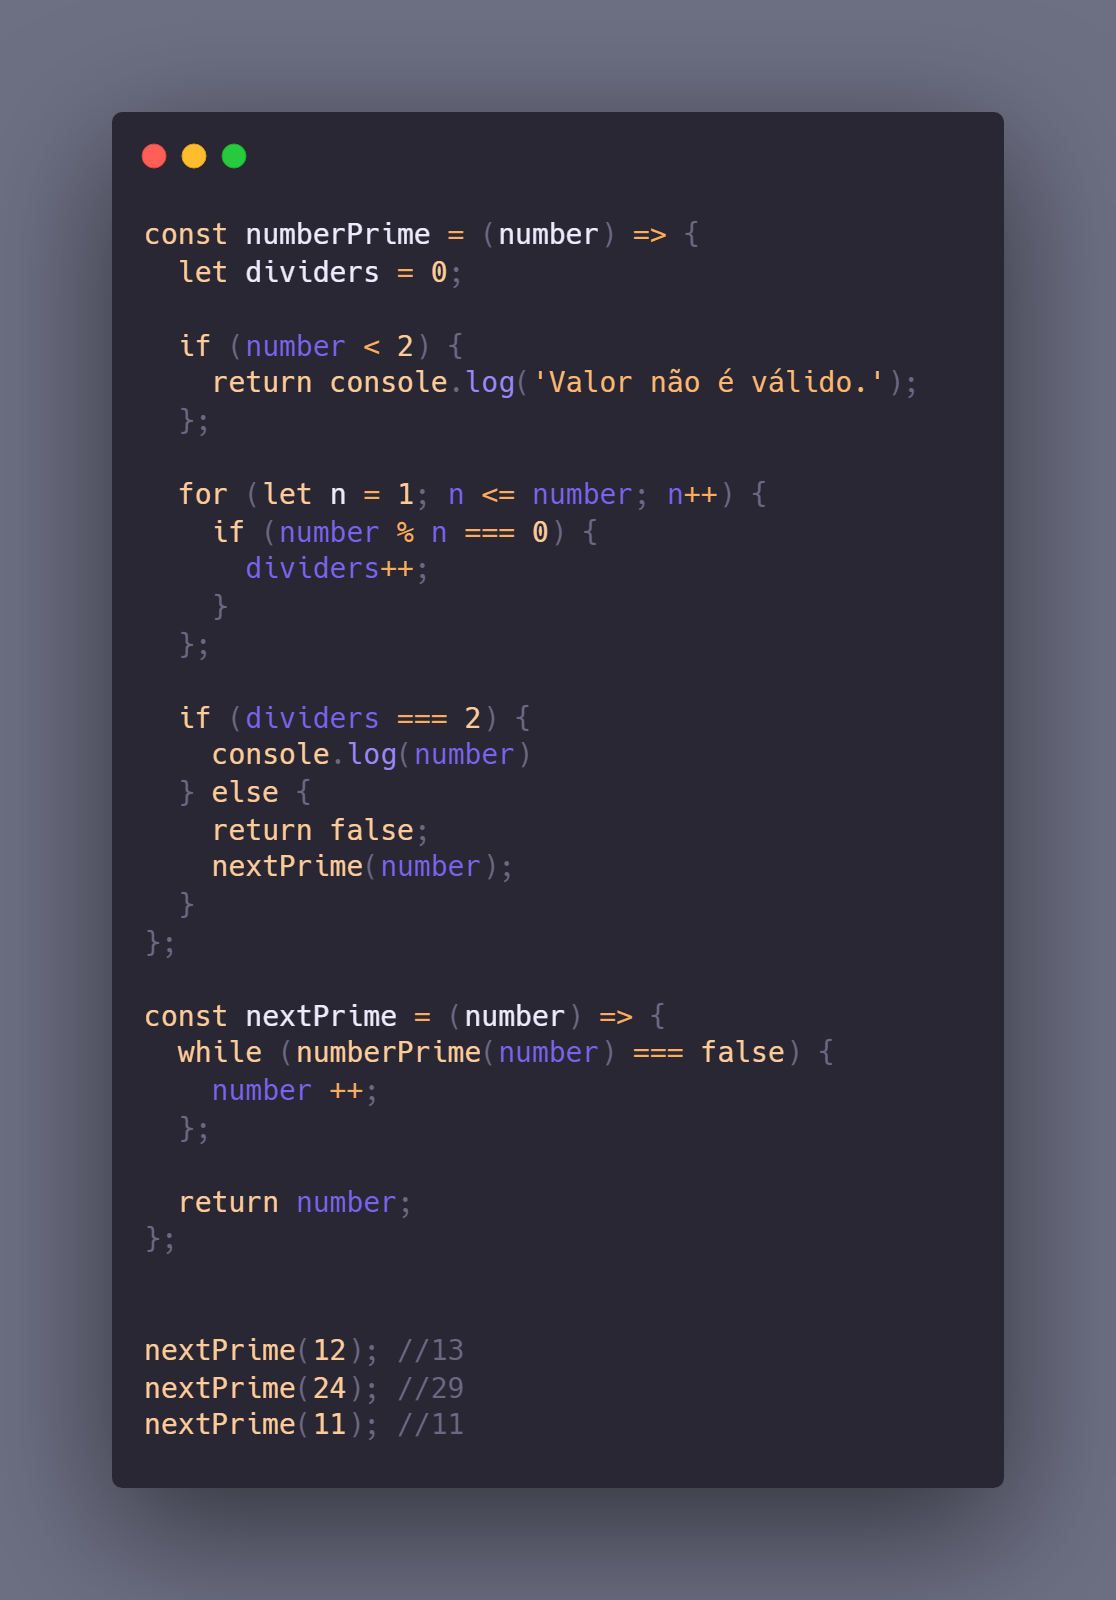 const numberPrime = (number) => {
  let dividers = 0;

  if (number < 2) {
    return console.log('Valor não é válido.');
  };

  for (let n = 1; n <= number; n++) {
    if (number % n === 0) {
      dividers++;
    }
  };

  if (dividers === 2) {
    console.log(number)
  } else {
    return false;
    nextPrime(number);
  }
};

const nextPrime = (number) => {
  while (numberPrime(number) === false) {
    number ++;
  };

  return number;
};


nextPrime(12); //13
nextPrime(24); //29
nextPrime(11); //11